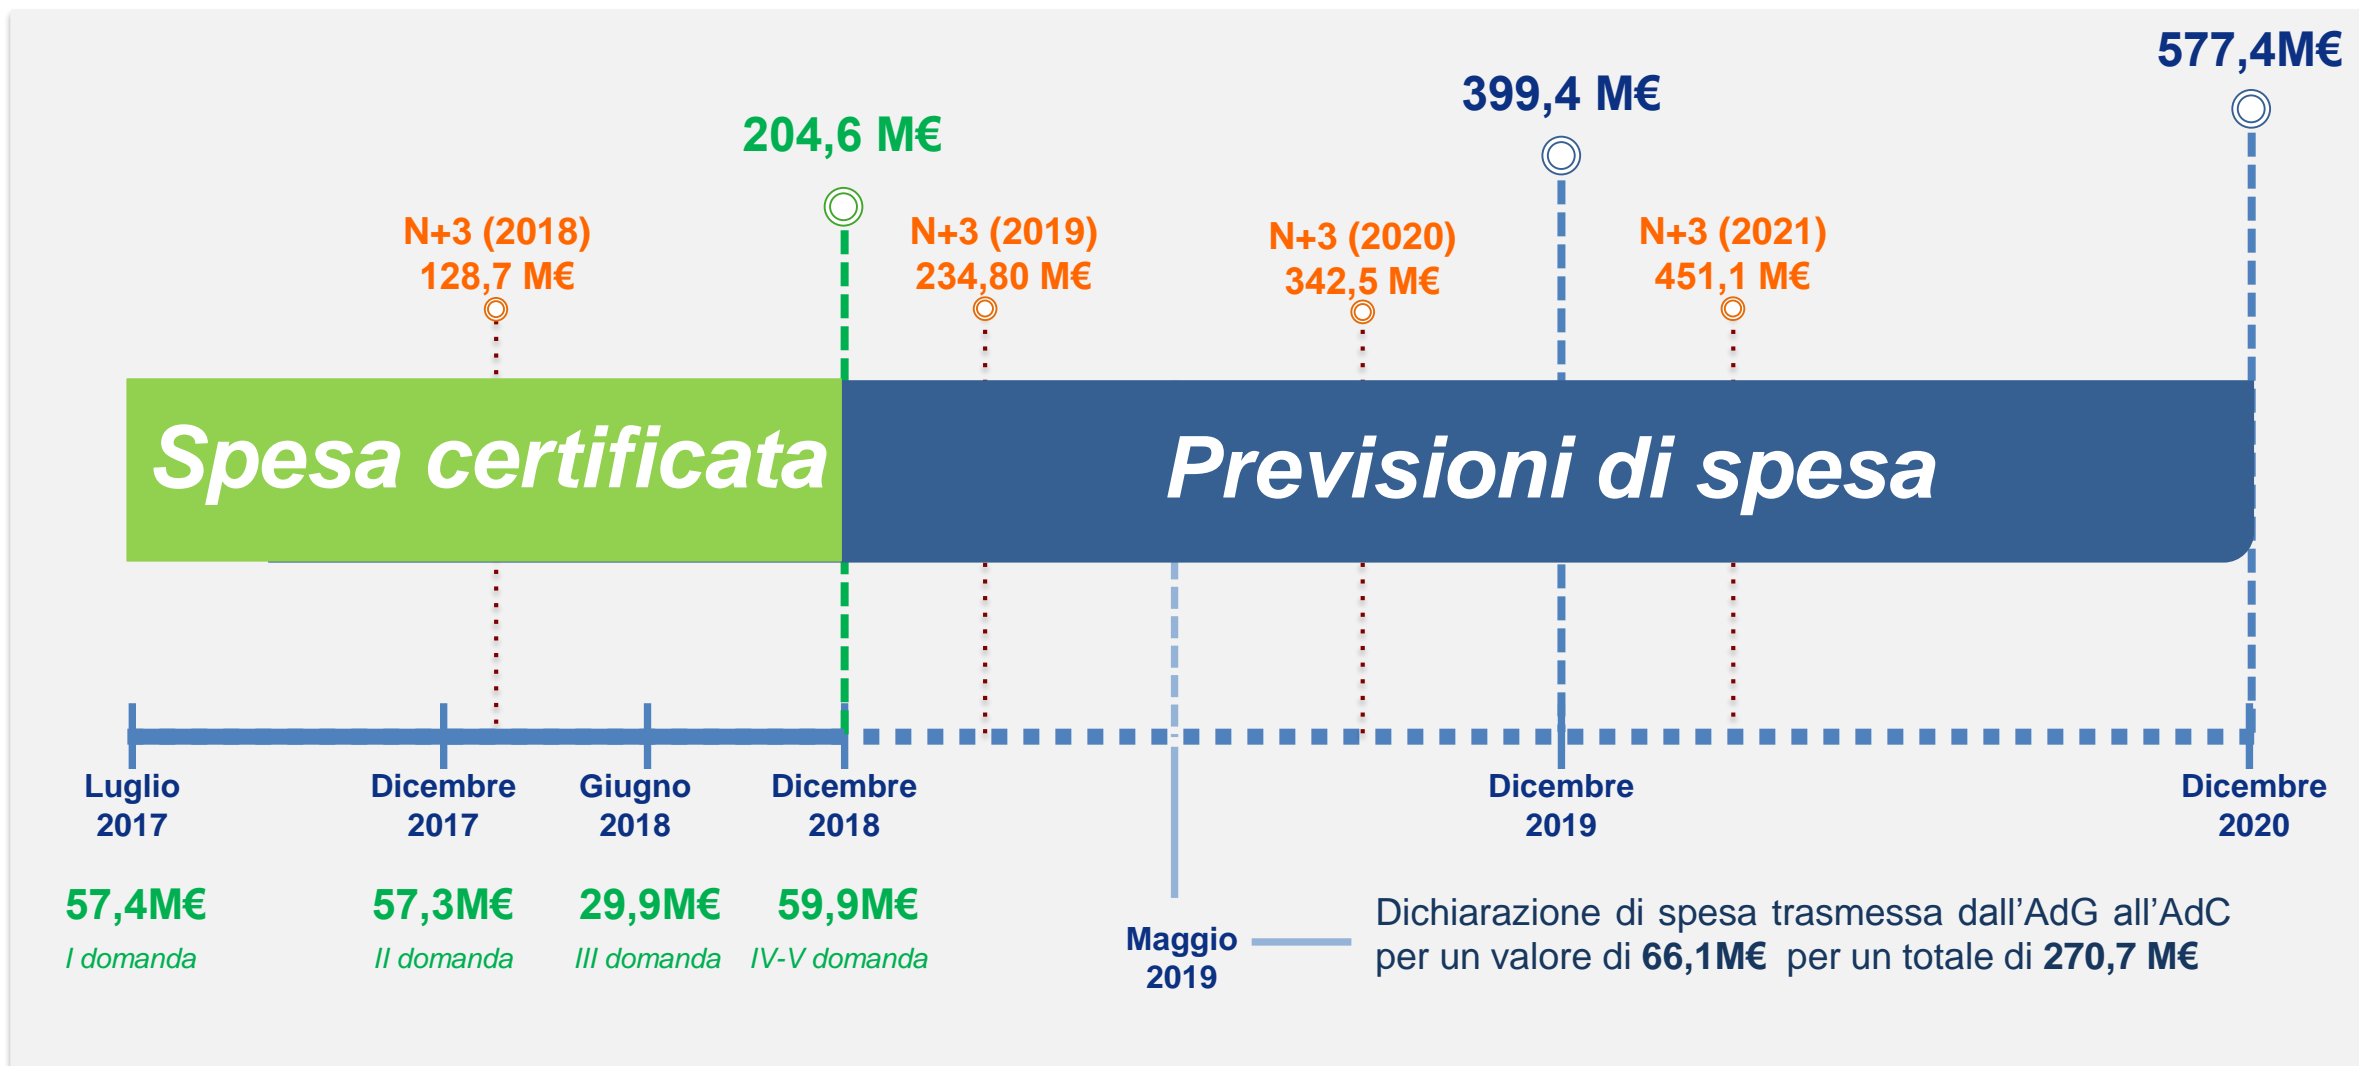 577,4M€
399,4 M€
204,6 M€
N+3 (2018)
128,7 M€
N+3 (2019)
234,80 M€
N+3 (2020)
342,5 M€
N+3 (2021)
451,1 M€
Spesa certificata
Previsioni di spesa
Luglio
2017
Dicembre
2017
Giugno
2018
Dicembre
2018
Dicembre
2019
Dicembre
2020
57,4M€
I domanda
57,3M€
II domanda
29,9M€
III domanda
59,9M€
IV-V domanda
Maggio
2019
Dichiarazione di spesa trasmessa dall’AdG all’AdC
per un valore di 66,1M€ per un totale di 270,7 M€